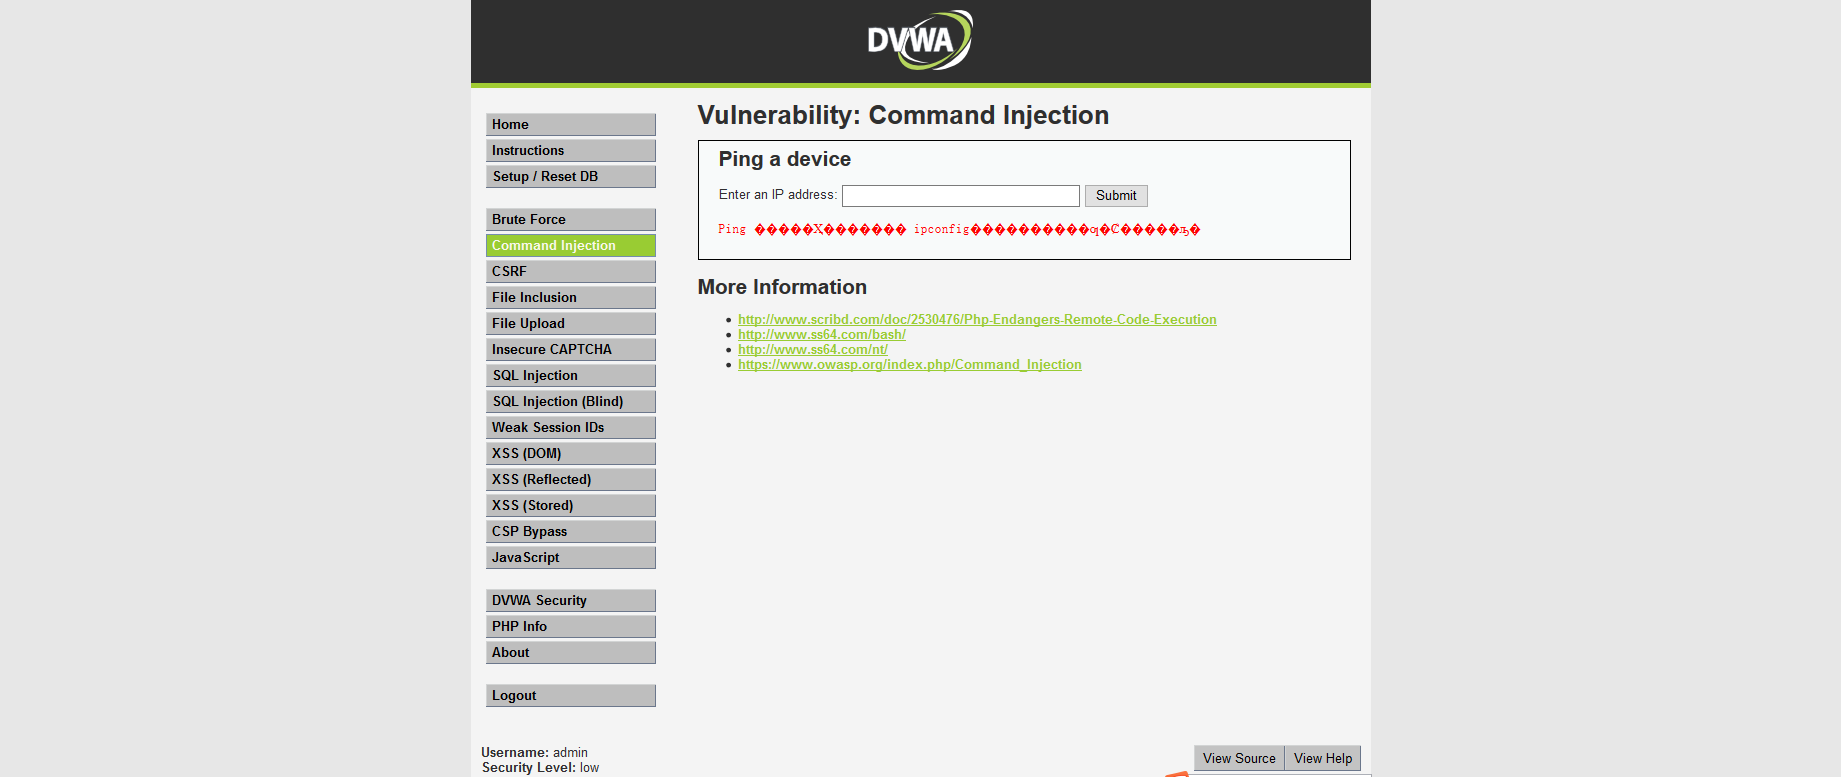 DVWA
Home
Instructions
Setup / Reset DB
Brute Force
Command Injection
CSRF
File Inclusion
File Upload
Insecure CAPTCHA
SQL Injection
SQL Injection (Blind)
Weak Session IDs
XSS (DOM)
XSS (Reflected)
XSS (Stored)
CSP Bypass
JavaScript
DVWA Security
PHP Info
About
Logout
Vulnerability: Command Injection
Ping a device
Enter an IP address:
Submit
Ping �����Ҳ������� ipconfig����������ƣ�Ȼ�����ԡ�
More Information
http://www.scribd.com/doc/2530476/Php-Endangers-Remote-Code-Execution
http://www.ss64.com/bash/
http://www.ss64.com/nt/
https://www.owasp.org/index.php/Command_Injection
Username: admin
Security Level: low
View Source
View Help